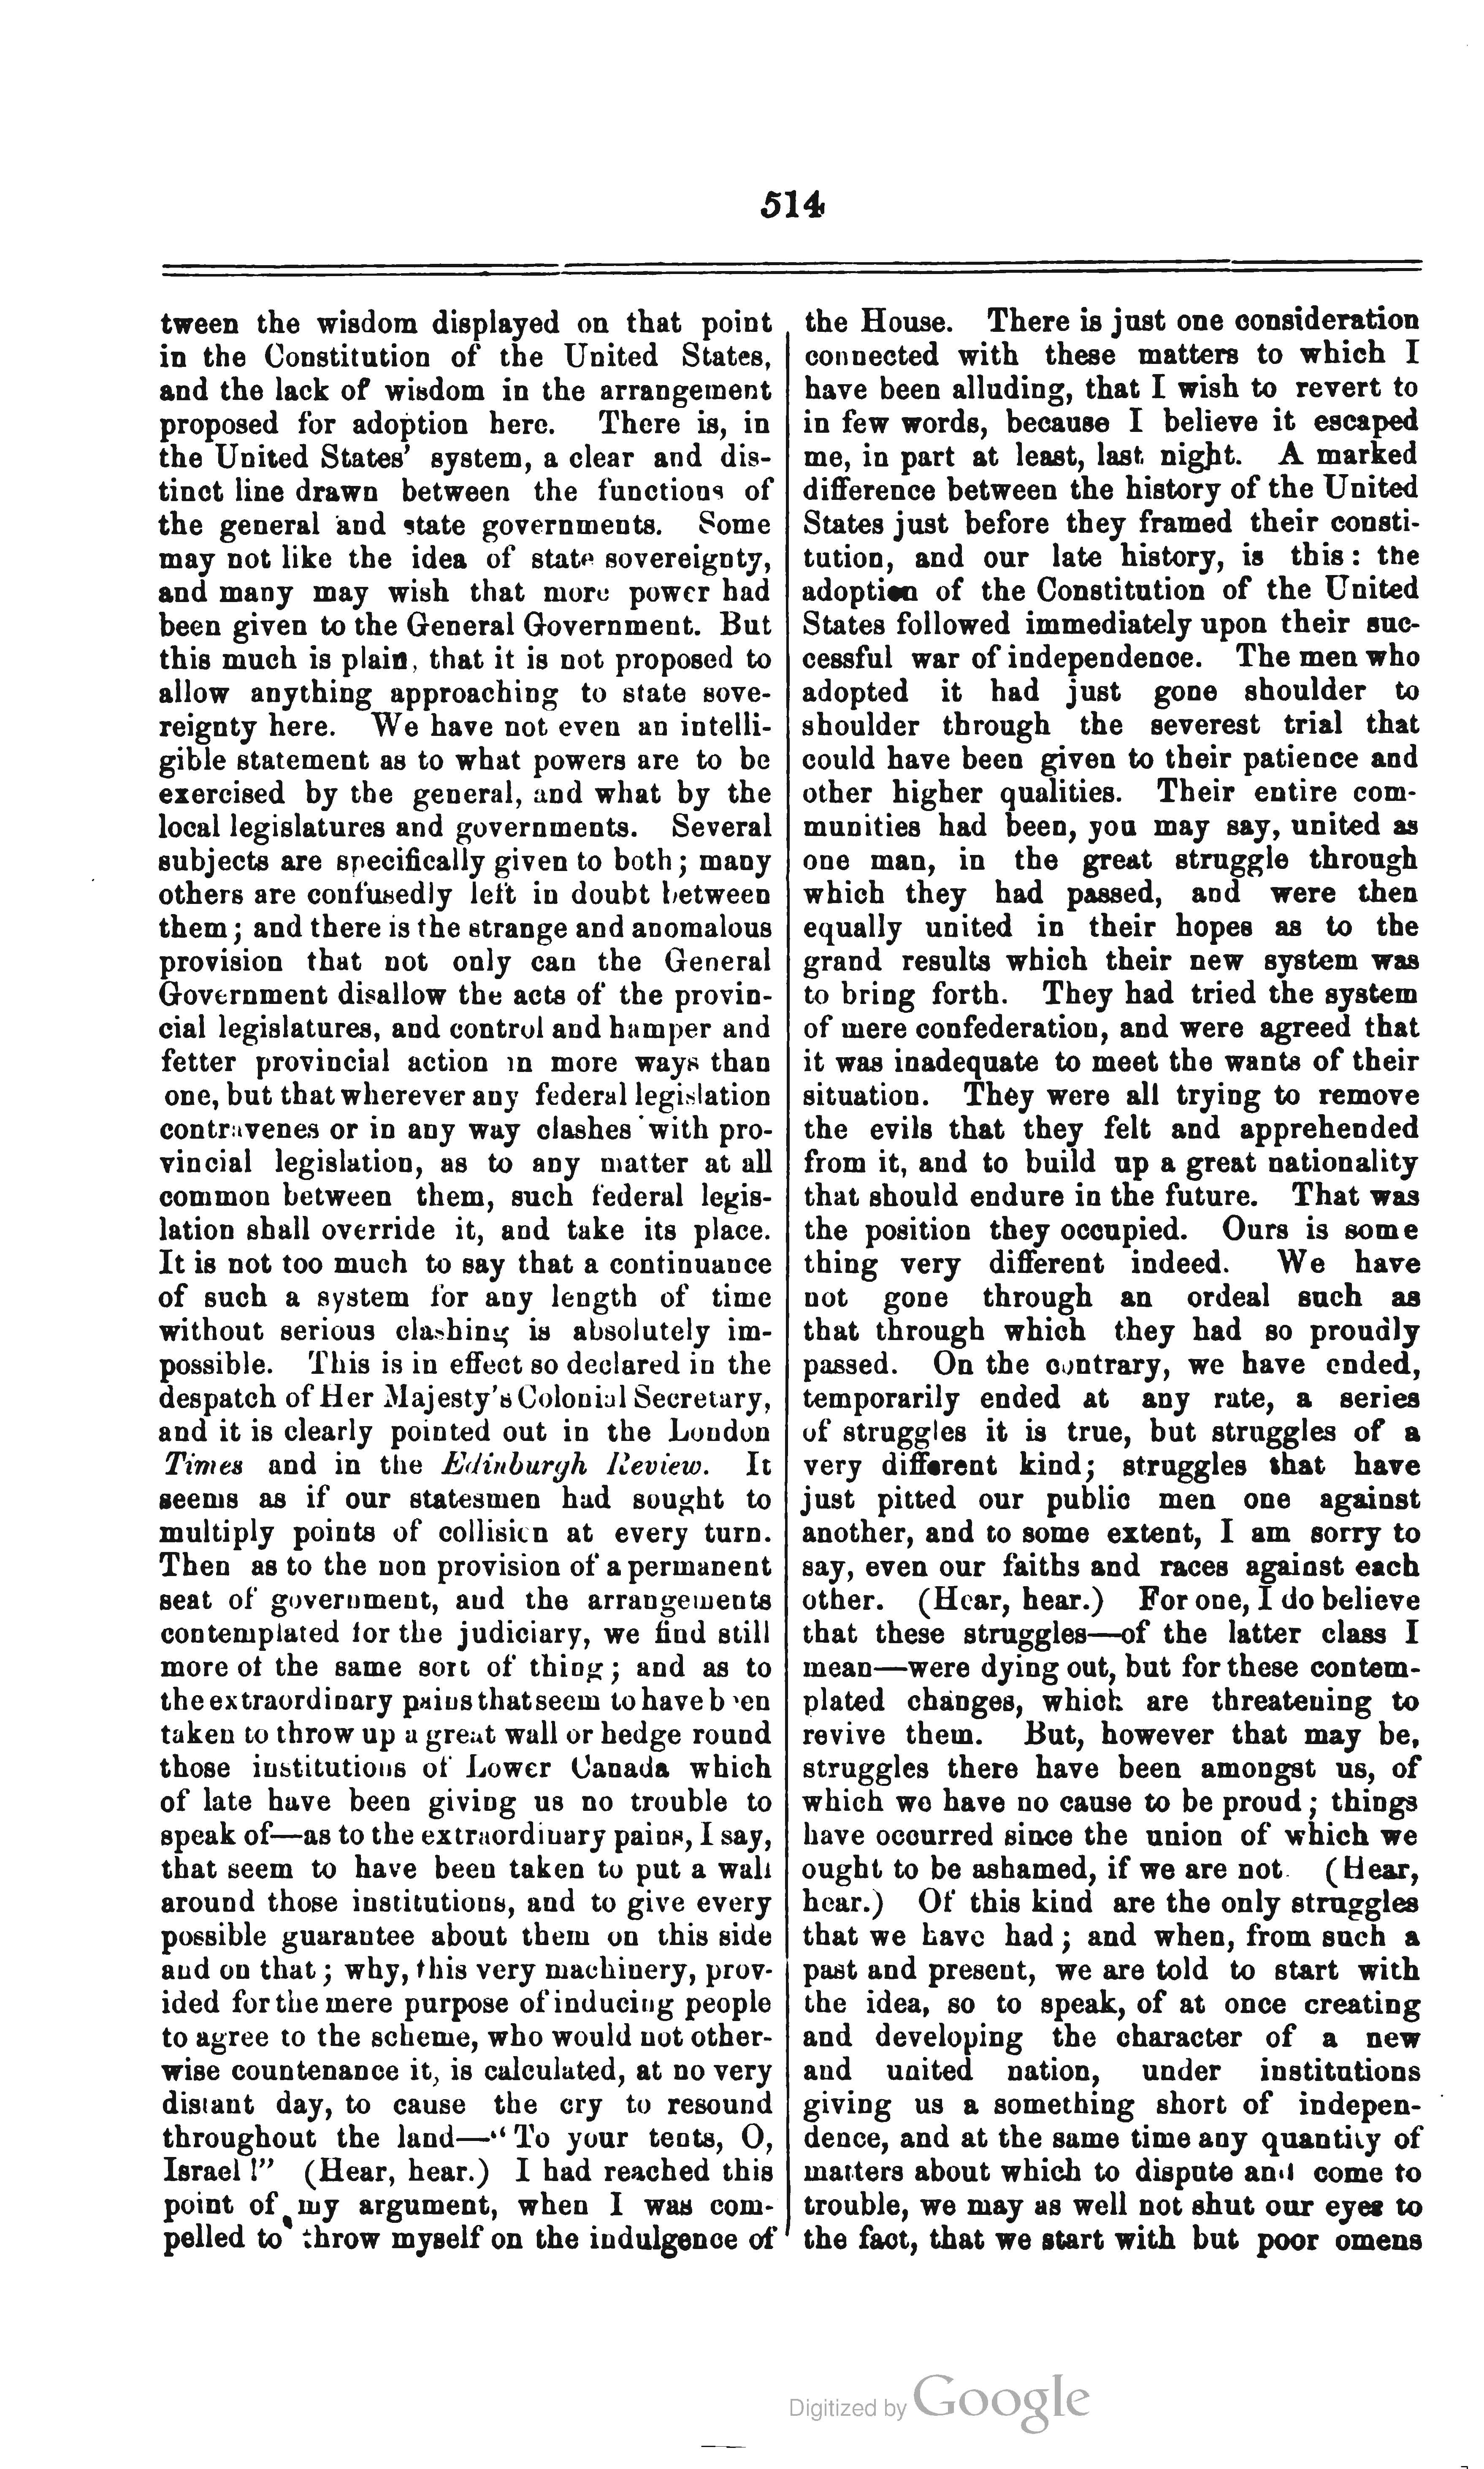 514
tween the wisdom displayed on that point
in the Constitution of the United States,
and the lack of wisdom in the arrangement
proposed for adoption here. There is, in
the United States' system, a clear and dis-
tinct line drawn between the functions of
the general and state governments. Some
may not like the idea of state sovereignty,
and many may wish that more power had
been given to the General Government. But
this much is plain, that it is not proposed to
allow anything approaching to state sove-
reignty here. We have not even an intelli-
gible statement as to what powers are to be
exercised by the general, and what by the
local legislatures and governments. Several
subjects are specifically given to both; many
others are confusedly left in doubt between
them; and there is the strange and anomalous
provision that not only can the General
Government disallow the acts of the provin-
cial legislatures, and control and hamper and
fetter provincial action in more ways than
one, but that wherever any federal legislation
contravenes or in any way clashes with pro-
vincial legislation, as to any matter at all
common between them, such federal legis-
lation shall override it, and take its place.
It is not too much to say that a continuance
of such a system for any length of time
without serious clashing is absolutely im-
possible. This is in effect so declared in the
despatch of Her Majesty's Colonial Secretary,
and it is clearly pointed out in the London
Times and in the Edinburgh Review. It
seems as if our statesmen had sought to
multiply points of collision at every turn.
Then as to the non provision of a permanent
seat of government, and the arrangements
contemplated for the judiciary, we find still
more of the same sort of thing; and as to
the extraordinary pains that seem to have been
taken to throw up a great wall or hedge round
those institutions of Lower Canada which
of late have been giving us no trouble to
speak of—as to the extraordinary pains, I say,
that seem to have been taken to put a wall
around those institutions, and to give every
possible guarantee about them on this side
and on that; why, this very machinery, prov-
ided for the mere purpose of inducing people
to agree to the scheme, who would not other-
wise countenance it, is calculated, at no very
distant day, to cause the cry to resound
throughout the land—"To your tents, O,
Israel!" (Hear, hear.) I had reached this
point of my argument, when I was com-
pelled to throw myself on the indulgence of
the House. There is just one consideration
connected with these matters to which I
have been alluding, that I wish to revert to
in few words, because I believe it escaped
me, in part at least, last night. A marked
difference between the history of the United
States just before they framed their consti-
tution, and our late history, is this: the
adoption of the Constitution of the United
States followed immediately upon their suc-
cessful war of independence. The men who
adopted it had just gone shoulder to
shoulder through the severest trial that
could have been given to their patience and
other higher qualities. Their entire com-
munities had been, you may say, united as
one man, in the great struggle through
which they had passed, and were then
equally united in their hopes as to the
grand results which their new system was
to bring forth. They had tried the system
of mere confederation, and were agreed that
it was inadequate to meet the wants of their
situation. They were all trying to remove
the evils that they felt and apprehended
from it, and to build up a great nationality
that should endure in the future. That was
the position they occupied. Ours is some
thing very different indeed. We have
not gone through an ordeal such as
that through which they had so proudly
passed. On the contrary, we have ended,
temporarily ended at any rate, a series
of struggles it is true, but struggles of a
very different kind; struggles that have
just pitted our public men one against
another, and to some extent, I am sorry to
say, even our faiths and races against each
other. (Hear, hear.) For one, I do believe
that these struggles—of the latter class I
mean—were dying out, but for these contem-
plated changes, which are threatening to
revive them. But, however that may be,
struggles there have been amongst us, of
which we have no cause to be proud; things
have occurred since the union of which we
ought to be ashamed, if we are not. (Hear,
hear.) Of this kind are the only struggles
that we have had; and when, from such a
past and present, we are told to start with
the idea, so to speak, of at once creating
and developing the character of a new
and united nation, under institutions
giving us a something short of indepen-
dence, and at the same time any quantity of
matters about which to dispute and come to
trouble, we may as well not shut our eyes to
the fact, that we start with but poor omens
Digitized by Google